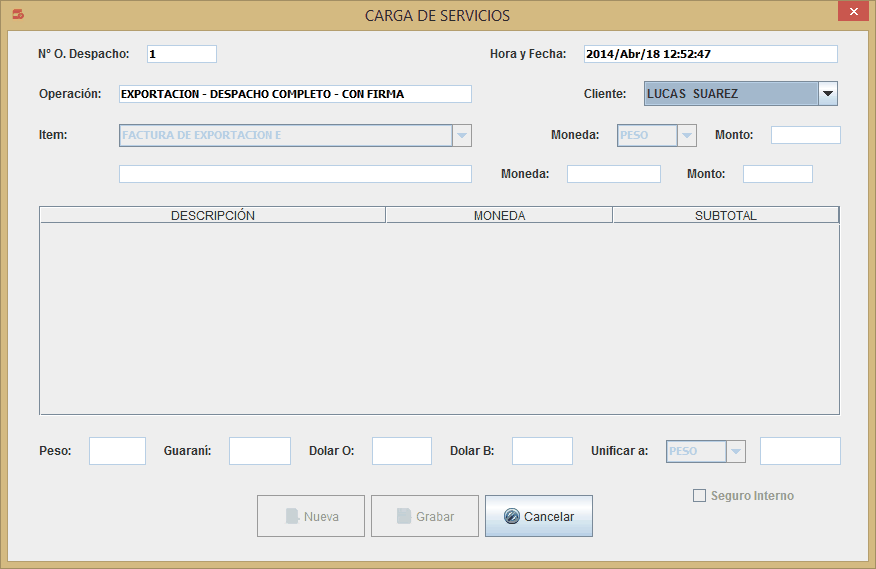 CARGA DE SERVICIOS
Nº O. Despacho: 1 Hora y Fecha: 2014/Abr/18 12:52:47
Operación: EXPORTACION - DESPACHO COMPLETO - CON FIRMA Cliente: LUCAS SUAREZ
Item: FACTURA DE EXPORTACION E Moneda: PESO Monto:
Moneda: Monto:
DESCRIPCIÓN MONEDA SUBTOTAL
Peso: Guaraní: Dolar O: Dolar B: Unificar a: PESO
Seguro Interno
Nueva Grabar Cancelar